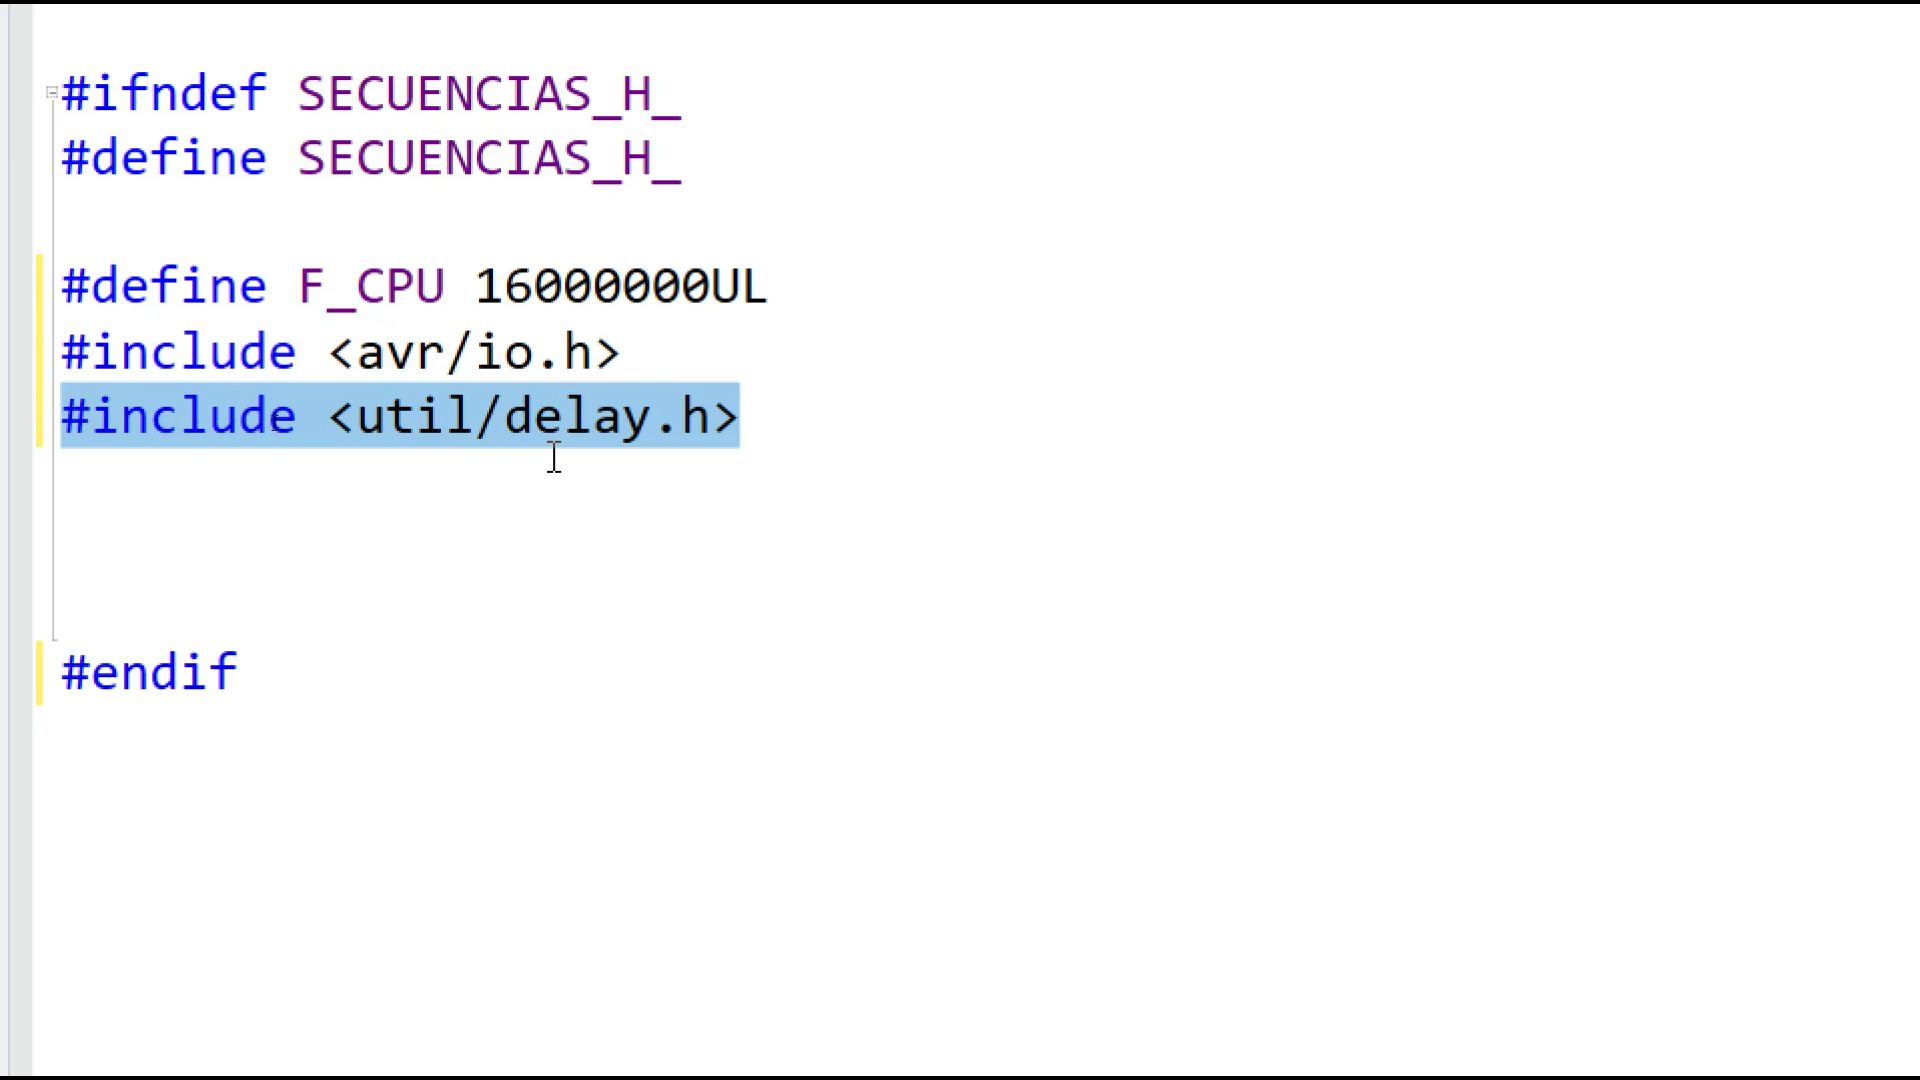 #ifndef SECUENCIAS_H_
#define SECUENCIAS_H_
#define F_CPU 16000000UL
#include <avr/io.h>
#include <util/delay.h>
#endif